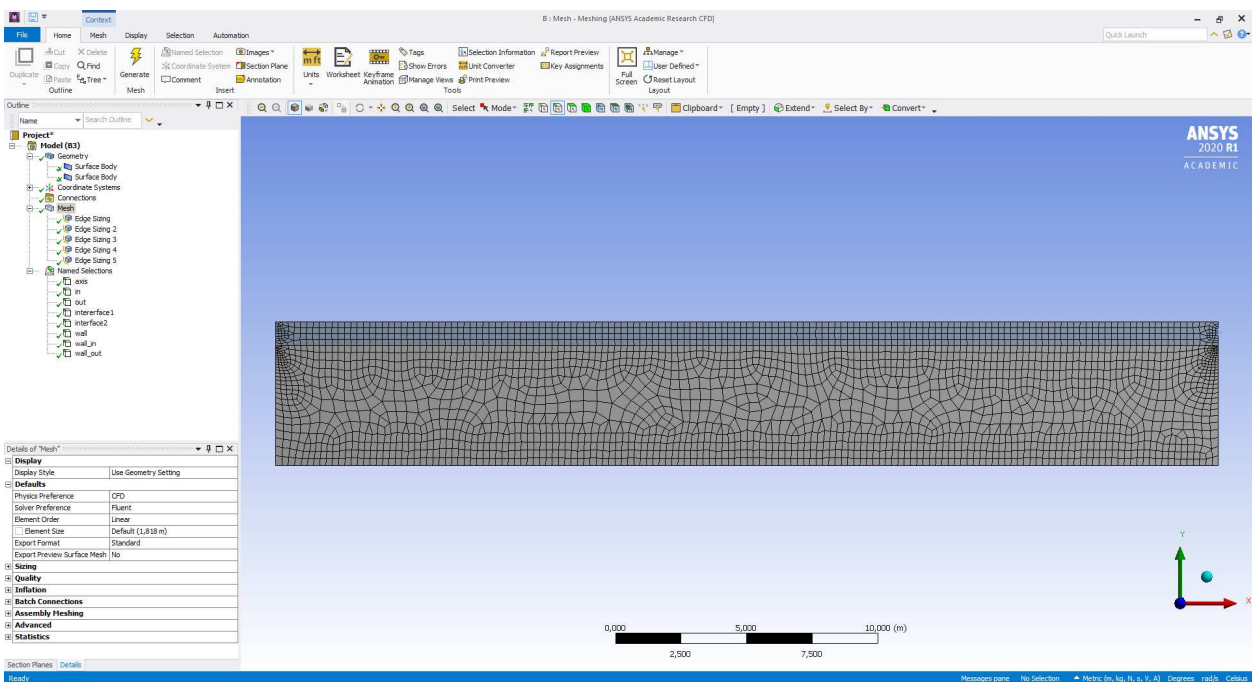 Context
B : Mesh - Meshing [ANSYS Academic Research CFD]
File Home Mesh Display Selection Automation
Quick Launch
Duplicate
Cut
Copy
Paste
Delete
Find
Tree
Outline
Generate
Mesh
Named Selection
Coordinate System
Comment
Images
Section Plane
Annotation
Insert
Units
Worksheet
Keyframe
Animation
Tags
Show Errors
Manage Views
Selection Information
Unit Converter
Print Preview
Report Preview
Key Assignments
Tools
Full
Screen
Manage
User Defined
Reset Layout
Layout
Outline
Name Search Outline
Select Mode Clipboard [ Empty ] Extend Select By Convert
Project*
Model (B3)
Geometry
Surface Body
Surface Body
Coordinate Systems
Connections
Mesh
Edge Sizing
Edge Sizing 2
Edge Sizing 3
Edge Sizing 4
Edge Sizing 5
Named Selections
axis
in
out
intererface1
interface2
wall
wall_in
wall_out
ANSYS
2020 R1
ACADEMIC
Details of "Mesh"
Display
Display Style Use Geometry Setting
Defaults
Physics Preference CFD
Solver Preference Fluent
Element Order Linear
Element Size Default (1,818 m)
Export Format Standard
Export Preview Surface Mesh No
Sizing
Quality
Inflation
Batch Connections
Assembly Meshing
Advanced
Statistics
Y
X
0,000 5,000 10,000 (m)
2,500 7,500
Section Planes Details
Ready
Messages pane No Selection Metric (m, kg, N, s, V, A) Degrees rad/s Celsius